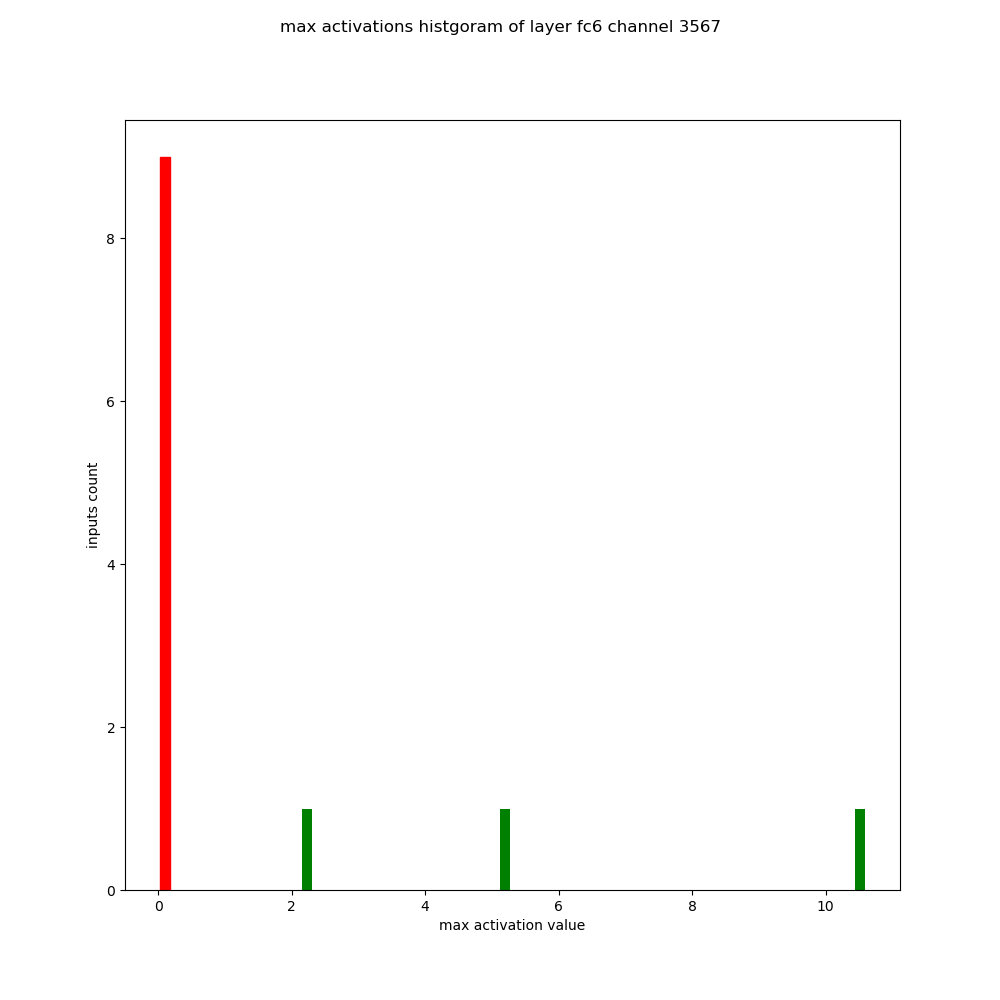 max activations histgoram of layer fc6 channel 3567
8
6
4
2
0
inputs count
0 2 4 6 8 10
max activation value